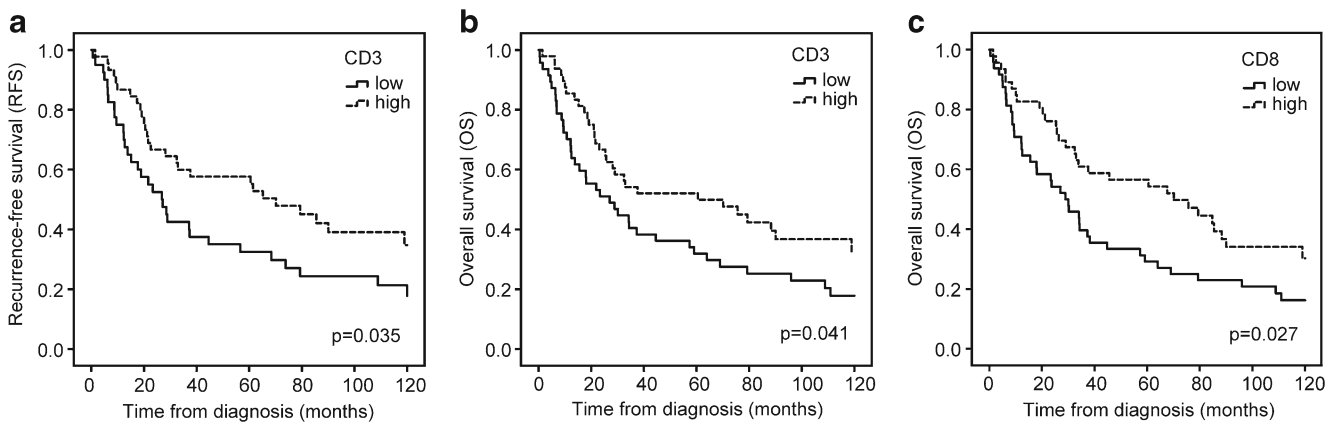 a
Recurrence-free survival (RFS)
1.0
0.8
0.6
0.4
0.2
0.0
CD3
low
high
p=0.035
0 20 40 60 80 100 120
Time from diagnosis (months)
b
Overall survival (OS)
1.0
0.8
0.6
0.4
0.2
0.0
CD3
low
high
p=0.041
0 20 40 60 80 100 120
Time from diagnosis (months)
c
Overall survival (OS)
1.0
0.8
0.6
0.4
0.2
0.0
CD8
low
high
p=0.027
0 20 40 60 80 100 120
Time from diagnosis (months)